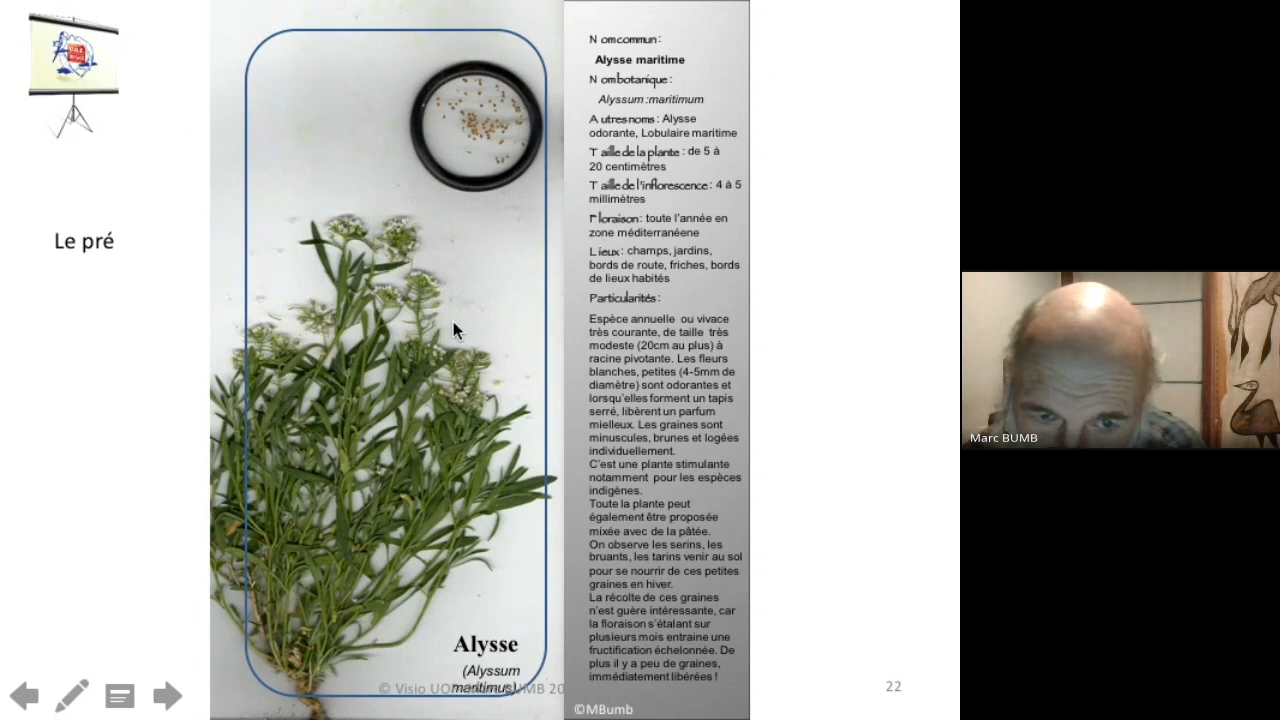 Le pré
Alysse
(Alyssum
maritimus)
© Visio UO BUMB 20
Nom commun :
Alysse maritime
Nom botanique :
Alyssum :maritimum
Autres noms : Alysse
odorante, Lobulaire maritime
Taille de la plante : de 5 à
20 centimètres
Taille de l'inflorescence : 4 à 5
millimètres
Floraison : toute l'année en
zone méditerranéene
Lieux : champs, jardins,
bords de route, friches, bords
de lieux habités
Particularités :
Espèce annuelle ou vivace
très courante, de taille très
modeste (20cm au plus) à
racine pivotante. Les fleurs
blanches, petites (4-5mm de
diamètre) sont odorantes et
lorsqu'elles forment un tapis
serré, libèrent un parfum
mielleux. Les graines sont
minuscules, brunes et logées
individuellement.
C'est une plante stimulante
notamment pour les espèces
indigènes.
Toute la plante peut
également être proposée
mixée avec de la pâtée.
On observe les serins, les
bruants, les tarins venir au sol
pour se nourrir de ces petites
graines en hiver.
La récolte de ces graines
n'est guère intéressante, car
la floraison s'étalant sur
plusieurs mois entraine une
fructification échelonnée. De
plus il y a peu de graines,
immédiatement libérées !
©MBumb
22
Marc BUMB